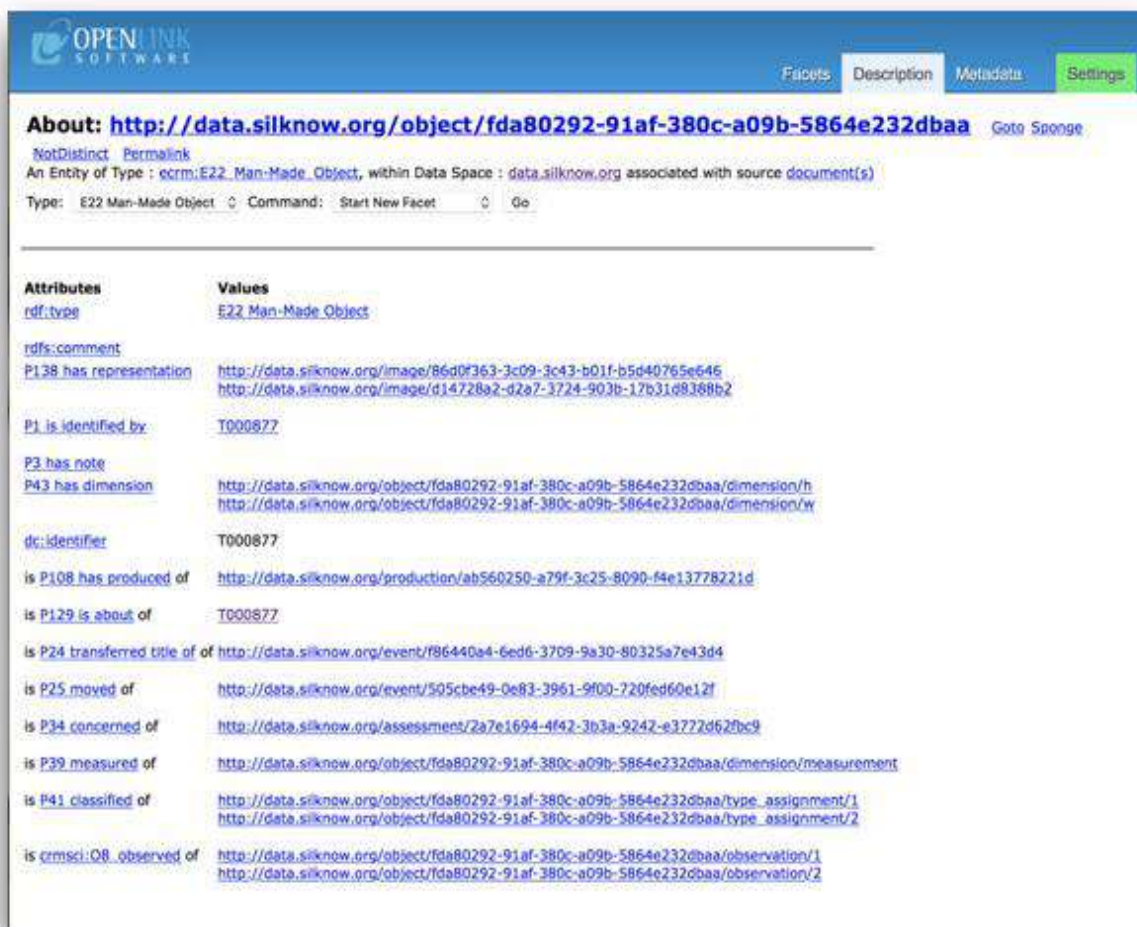 OPENLINK
SOFTWARE
Facets Description Metadata Settings
About: http://data.silknow.org/object/fda80292-91af-380c-a09b-5864e232dbaa Goto Sponge
NotDistinct Permalink
An Entity of Type : ecrm:E22_Man-Made_Object, within Data Space : data.silknow.org associated with source document(s)
Type: E22 Man-Made Object Command: Start New Facet Go
Attributes Values
rdf:type E22 Man-Made Object
rdfs:comment
P138 has representation http://data.silknow.org/image/86d0f363-3c09-3c43-b01f-b5d40765e646
http://data.silknow.org/image/d14728a2-d2a7-3724-903b-17b31d8388b2
P1 is identified by T000877
P3 has note
P43 has dimension http://data.silknow.org/object/fda80292-91af-380c-a09b-5864e232dbaa/dimension/h
http://data.silknow.org/object/fda80292-91af-380c-a09b-5864e232dbaa/dimension/w
dc:identifier T000877
is P108 has produced of http://data.silknow.org/production/ab560250-a79f-3c25-8090-f4e13778221d
is P129 is about of T000877
is P24 transferred title of of http://data.silknow.org/event/f86440a4-6ed6-3709-9a30-80325a7e43d4
is P25 moved of http://data.silknow.org/event/505cbe49-0e83-3961-9f00-720fed60e12f
is P34 concerned of http://data.silknow.org/assessment/2a7e1694-4f42-3b3a-9242-e3772d62fbc9
is P39 measured of http://data.silknow.org/object/fda80292-91af-380c-a09b-5864e232dbaa/dimension/measurement
is P41 classified of http://data.silknow.org/object/fda80292-91af-380c-a09b-5864e232dbaa/type_assignment/1
http://data.silknow.org/object/fda80292-91af-380c-a09b-5864e232dbaa/type_assignment/2
is crmsci:O8_observed of http://data.silknow.org/object/fda80292-91af-380c-a09b-5864e232dbaa/observation/1
http://data.silknow.org/object/fda80292-91af-380c-a09b-5864e232dbaa/observation/2